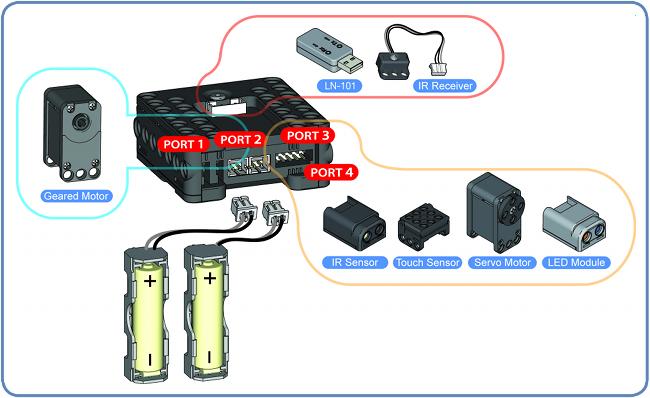 LN-101
IR Receiver
PORT 1
PORT 2
PORT 3
PORT 4
Geared Motor
IR Sensor
Touch Sensor
Servo Motor
LED Module
+
+
–
–